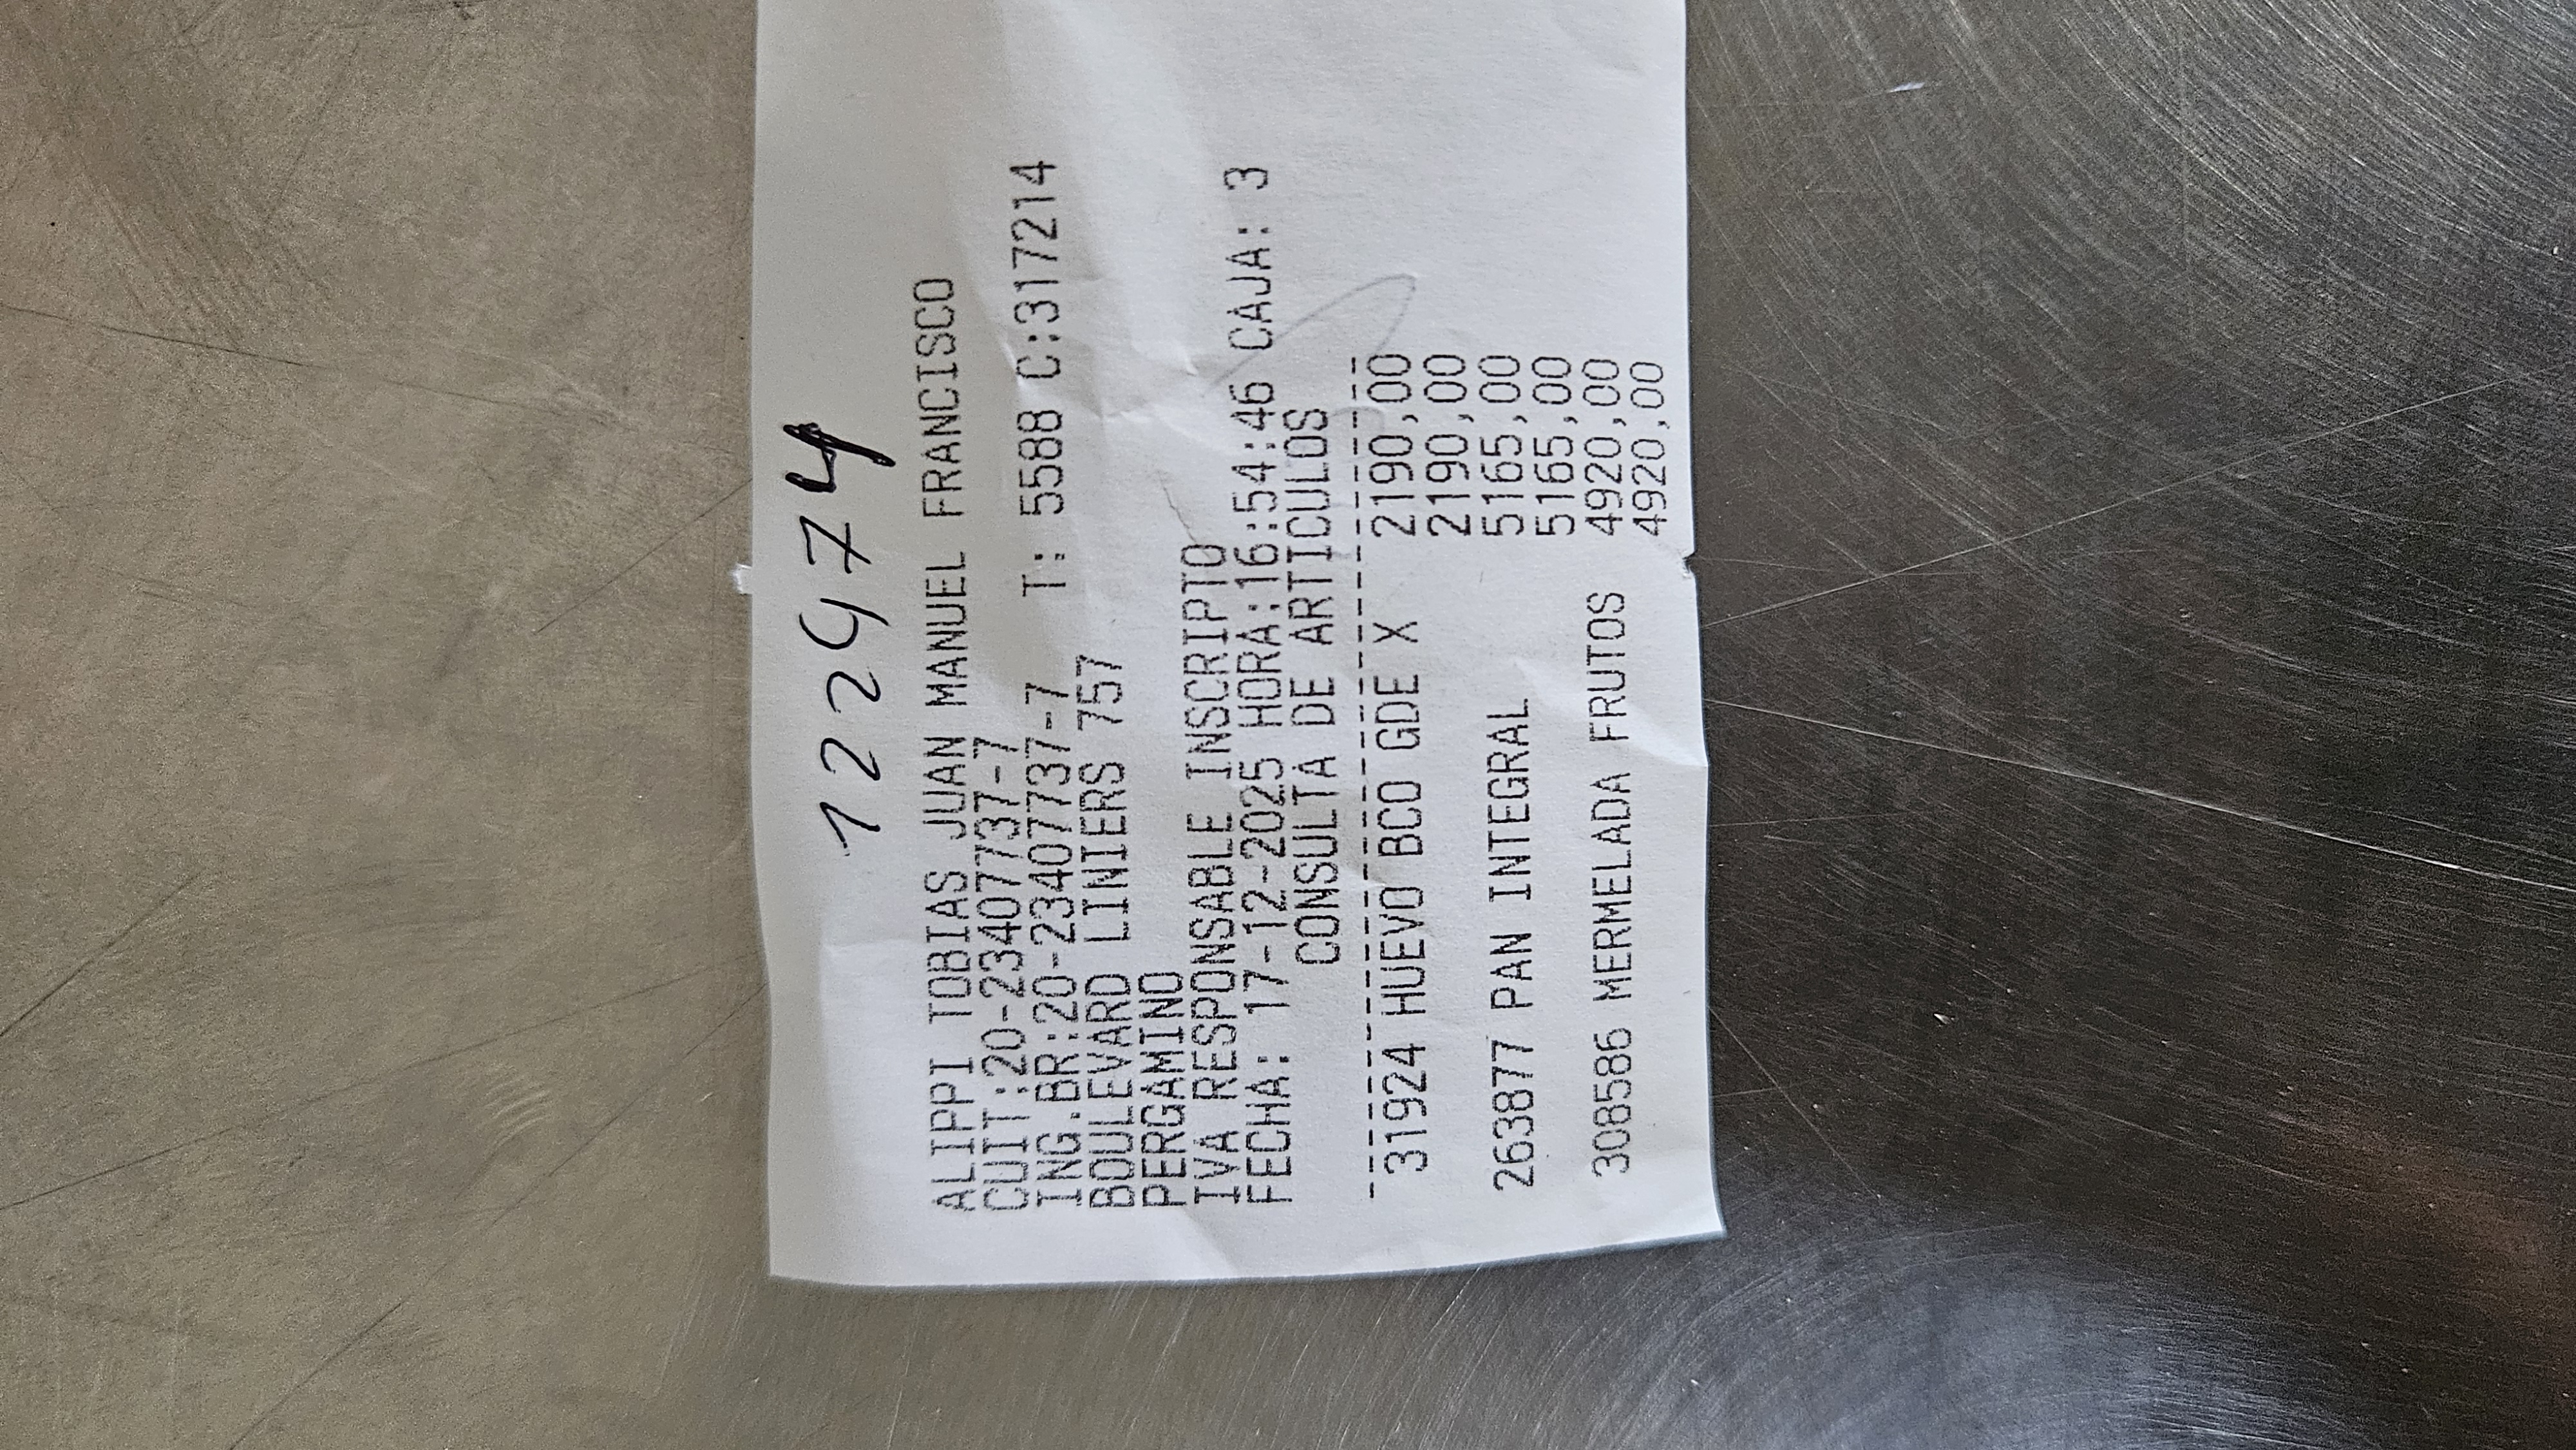 122974
ALIPPI TOBIAS JUAN MANUEL FRANCISCO
CUIT:20-23407737-7
ING.BR:20-23407737-7 T: 5588 C:317214
BOULEVARD LINIERS 757
PERGAMINO
IVA RESPONSABLE INSCRIPTO
FECHA: 17-12-2025 HORA:16:54:46 CAJA: 3
CONSULTA DE ARTICULOS
31924 HUEVO BCO GDE X 2190,00
2190,00
263877 PAN INTEGRAL 5165,00
5165,00
308586 MERMELADA FRUTOS 4920,00
4920,00